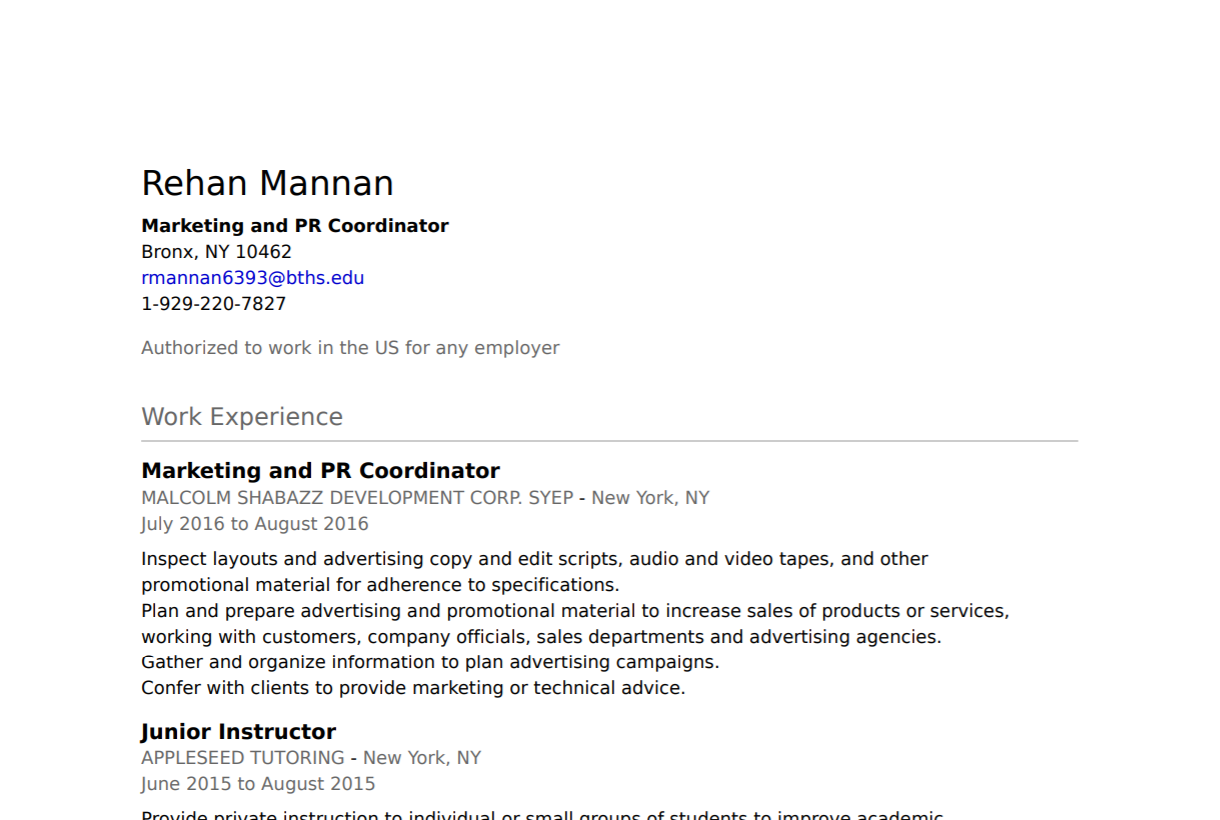 Rehan Mannan
Marketing and PR Coordinator
Bronx, NY 10462
rmannan6393@bths.edu
1-929-220-7827
Authorized to work in the US for any employer
Work Experience
Marketing and PR Coordinator
MALCOLM SHABAZZ DEVELOPMENT CORP. SYEP - New York, NY
July 2016 to August 2016
Inspect layouts and advertising copy and edit scripts, audio and video tapes, and other
promotional material for adherence to specifications.
Plan and prepare advertising and promotional material to increase sales of products or services,
working with customers, company officials, sales departments and advertising agencies.
Gather and organize information to plan advertising campaigns.
Confer with clients to provide marketing or technical advice.
Junior Instructor
APPLESEED TUTORING - New York, NY
June 2015 to August 2015
Provide private instruction to individual or small groups of students to improve academic